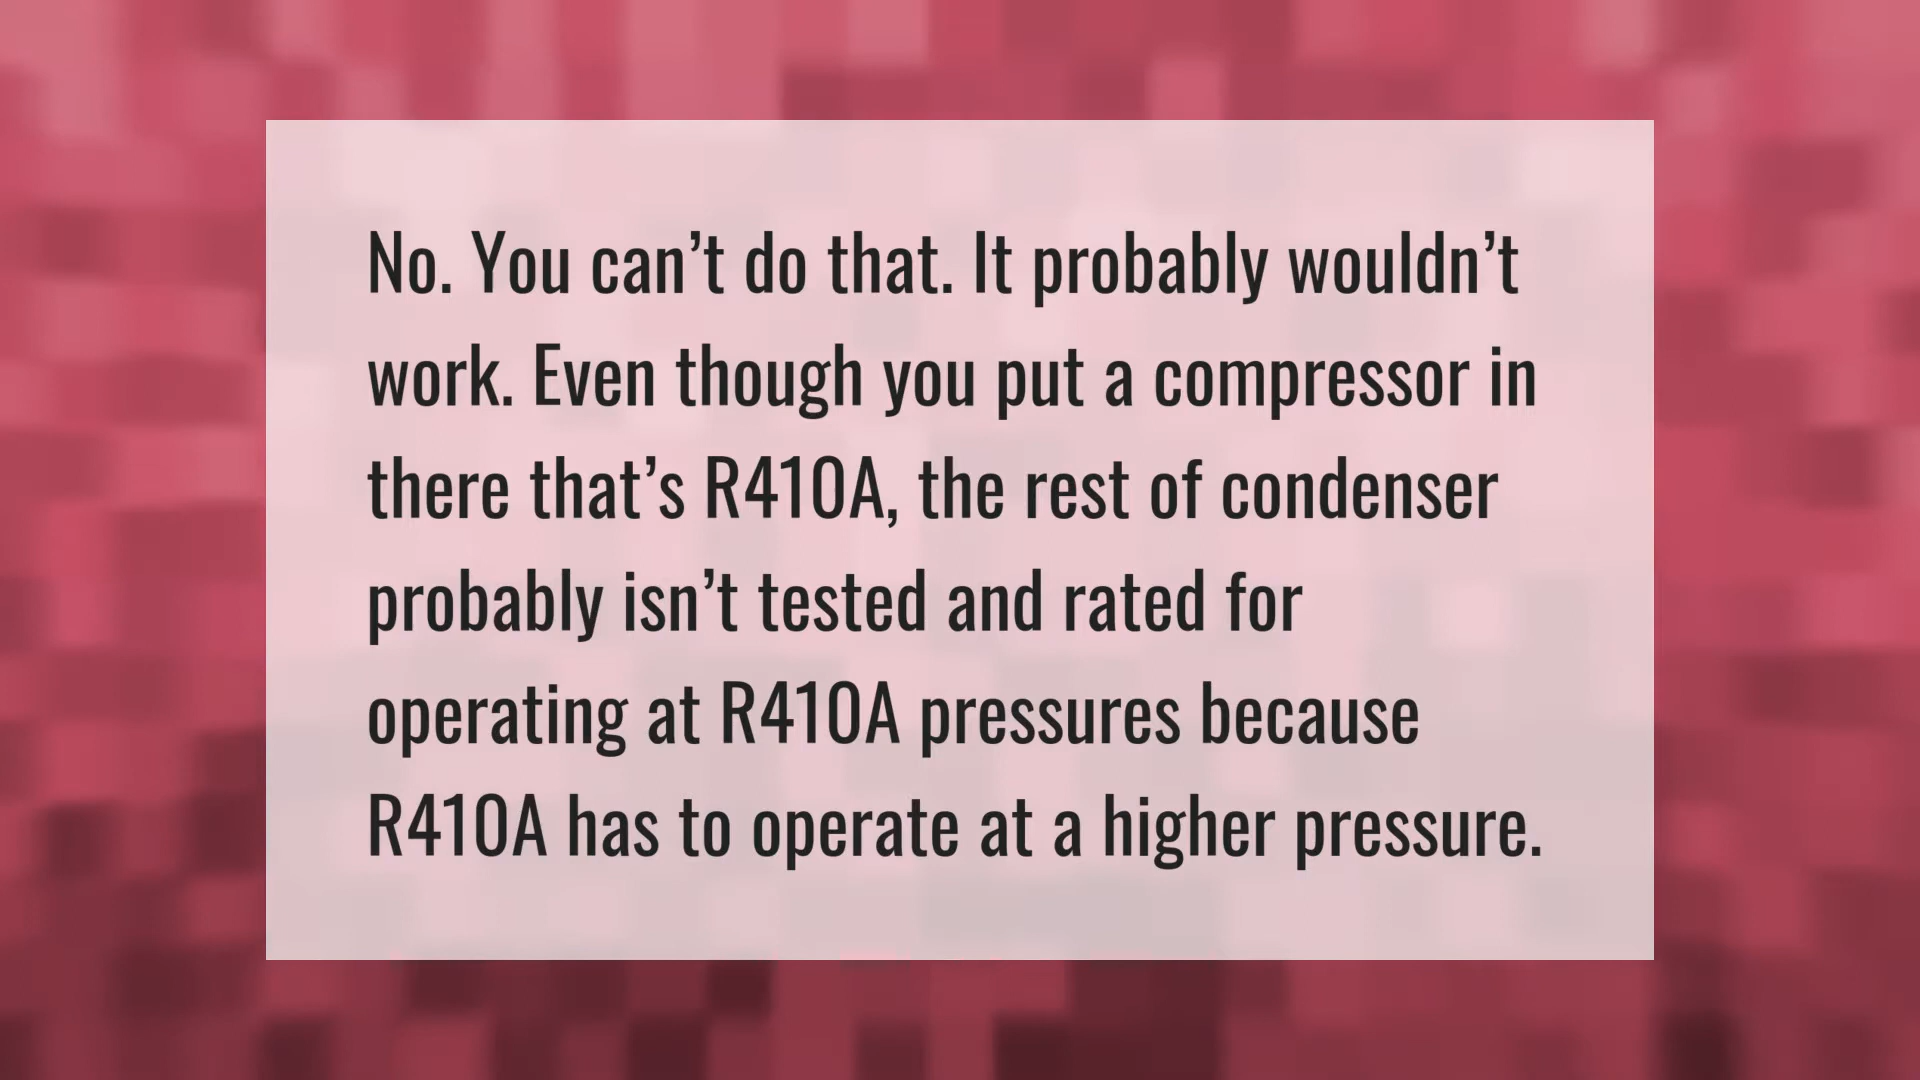 No. You can’t do that. It probably wouldn’t
work. Even though you put a compressor in
there that’s R410A, the rest of condenser
probably isn’t tested and rated for
operating at R410A pressures because
R410A has to operate at a higher pressure.